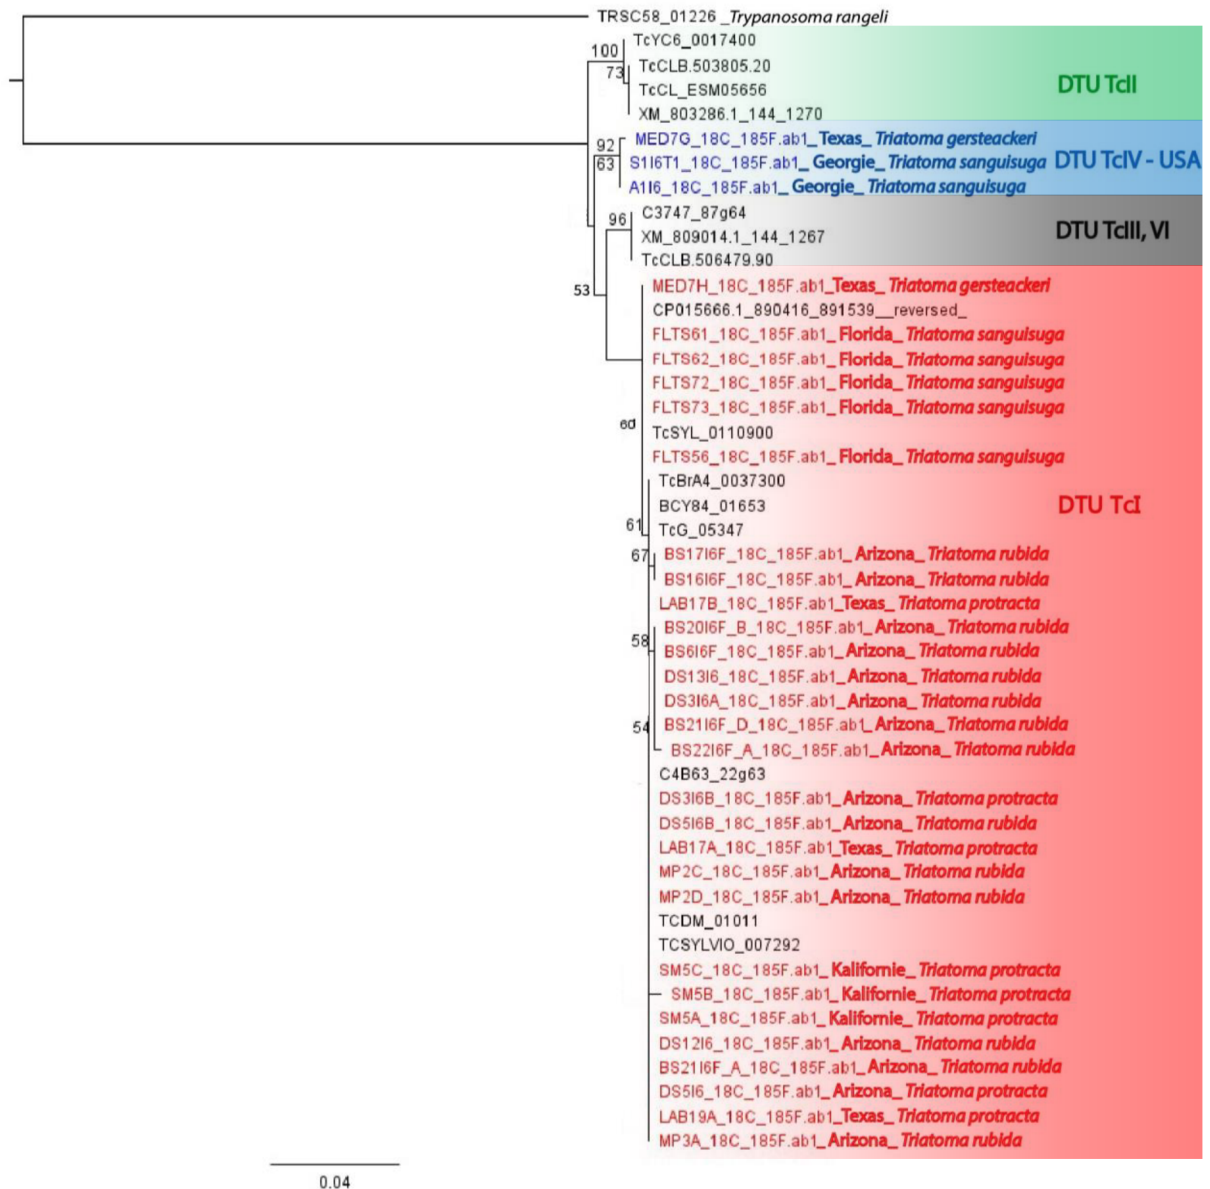 TRSC58_01226 _Trypanosoma rangeli
TcYC6_0017400
100
TcCLB.503805.20
73
TcCL_ESM05656
DTU TcII
XM_803286.1_144_1270
MED7G_18C_185F.ab1_Texas_ Triatoma gersteackeri
92
S1I6T1_18C_185F.ab1_ Georgie_ Triatoma sanguisuga
DTU TcIV - USA
63
A1I6_18C_185F.ab1_ Georgie_ Triatoma sanguisuga
C3747_87g64
96
XM_809014.1_144_1267
DTU TcIII, VI
TcCLB.506479.90
MED7H_18C_185F.ab1_Texas_ Triatoma gersteackeri
53
CP015666.1_890416_891539__reversed_
FLTS61_18C_185F.ab1_ Florida_ Triatoma sanguisuga
FLTS62_18C_185F.ab1_ Florida_ Triatoma sanguisuga
FLTS72_18C_185F.ab1_ Florida_ Triatoma sanguisuga
FLTS73_18C_185F.ab1_ Florida_ Triatoma sanguisuga
60
TcSYL_0110900
FLTS56_18C_185F.ab1_ Florida_ Triatoma sanguisuga
TcBrA4_0037300
BCY84_01653
DTU TcI
61
TcG_05347
67
BS17I6F_18C_185F.ab1_ Arizona_ Triatoma rubida
BS16I6F_18C_185F.ab1_ Arizona_ Triatoma rubida
LAB17B_18C_185F.ab1_Texas_ Triatoma protracta
BS20I6F_B_18C_185F.ab1_ Arizona_ Triatoma rubida
58
BS6I6F_18C_185F.ab1_ Arizona_ Triatoma rubida
DS13I6_18C_185F.ab1_ Arizona_ Triatoma rubida
DS3I6A_18C_185F.ab1_ Arizona_ Triatoma rubida
54
BS21I6F_D_18C_185F.ab1_ Arizona_ Triatoma rubida
BS22I6F_A_18C_185F.ab1_ Arizona_ Triatoma rubida
C4B63_22g63
DS3I6B_18C_185F.ab1_ Arizona_ Triatoma protracta
DS5I6B_18C_185F.ab1_ Arizona_ Triatoma rubida
LAB17A_18C_185F.ab1_Texas_ Triatoma protracta
MP2C_18C_185F.ab1_ Arizona_ Triatoma rubida
MP2D_18C_185F.ab1_ Arizona_ Triatoma rubida
TCDM_01011
TCSYLVIO_007292
SM5C_18C_185F.ab1_ Kalifornie_ Triatoma protracta
SM5B_18C_185F.ab1_ Kalifornie_ Triatoma protracta
SM5A_18C_185F.ab1_ Kalifornie_ Triatoma protracta
DS12I6_18C_185F.ab1_ Arizona_ Triatoma rubida
BS21I6F_A_18C_185F.ab1_ Arizona_ Triatoma rubida
DS5I6_18C_185F.ab1_ Arizona_ Triatoma protracta
LAB19A_18C_185F.ab1_Texas_ Triatoma protracta
MP3A_18C_185F.ab1_ Arizona_ Triatoma rubida
0.04